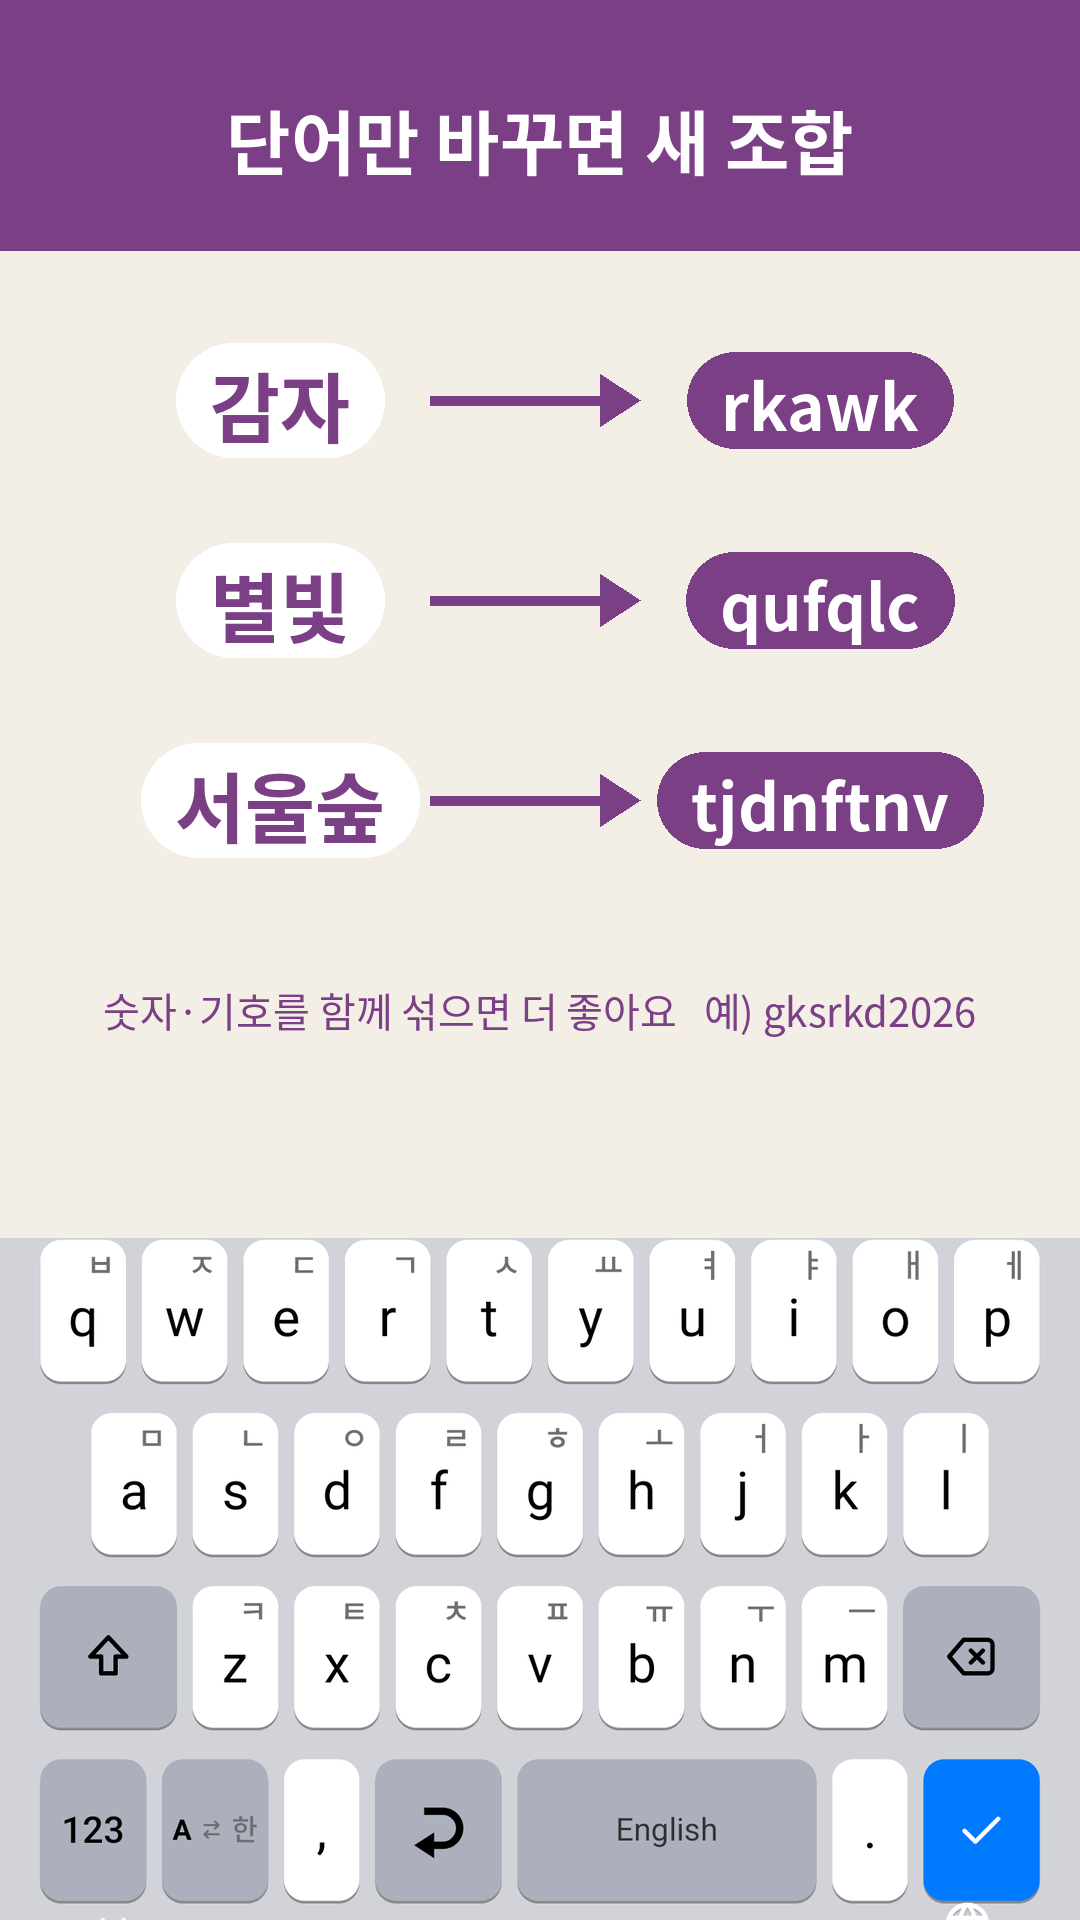 단어만 바꾸면 새 조합
감자 rkawk
별빛 qufqlc
서울숲 tjdnftnv
숫자·기호를 함께 섞으면 더 좋아요 예) gksrkd2026
ㅂ ㅈ ㄷ ㄱ ㅅ ㅛ ㅕ ㅑ ㅐ ㅔ
q w e r t y u i o p
ㅁ ㄴ ㅇ ㄹ ㅎ ㅗ ㅓ ㅏ ㅣ
a s d f g h j k l
ㅋ ㅌ ㅊ ㅍ ㅠ ㅜ ㅡ
z x c v b n m
123 A ⇄ 한 , English .